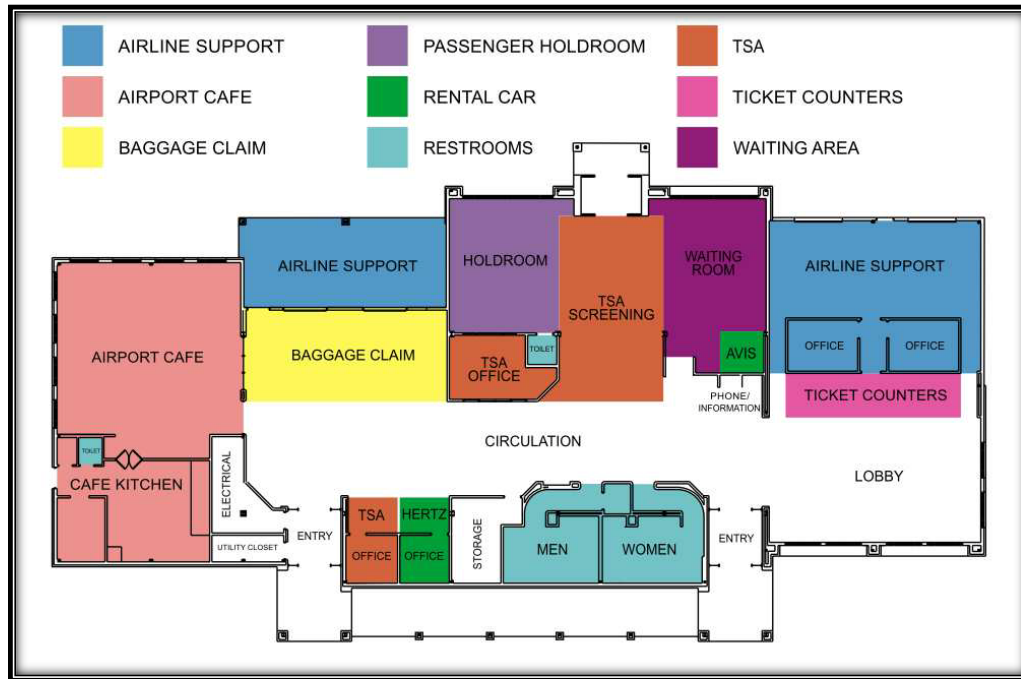 AIRLINE SUPPORT
PASSENGER HOLDROOM
TSA
AIRPORT CAFE
RENTAL CAR
TICKET COUNTERS
BAGGAGE CLAIM
RESTROOMS
WAITING AREA
AIRLINE SUPPORT
HOLDROOM
WAITING
ROOM
AIRLINE SUPPORT
TSA
SCREENING
AIRPORT CAFE
BAGGAGE CLAIM
TSA
OFFICE
TOILET
AVIS
OFFICE
OFFICE
PHONE/
INFORMATION
TICKET COUNTERS
CIRCULATION
LOBBY
TOILET
CAFE KITCHEN
ELECTRICAL
UTILITY CLOSET
ENTRY
TSA
OFFICE
HERTZ
OFFICE
STORAGE
MEN
WOMEN
ENTRY